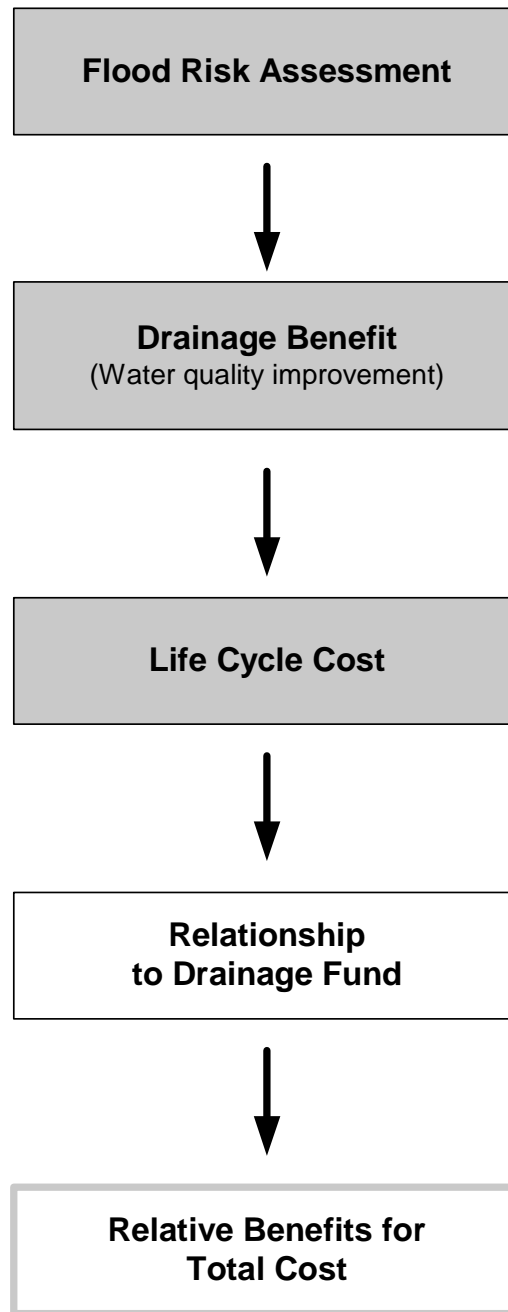 Flood Risk Assessment
Drainage Benefit
(Water quality improvement)
Life Cycle Cost
Relationship
to Drainage Fund
Relative Benefits for
Total Cost